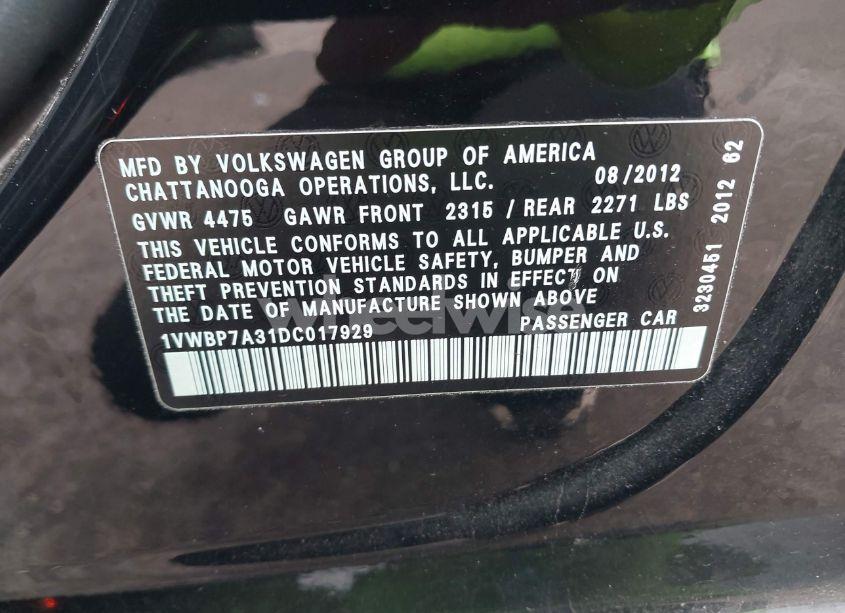 MFD BY VOLKSWAGEN GROUP OF AMERICA
CHATTANOOGA OPERATIONS, LLC. 08/2012
GVWR 4475 GAWR FRONT 2315 / REAR 2271 LBS
THIS VEHICLE CONFORMS TO ALL APPLICABLE U.S.
FEDERAL MOTOR VEHICLE SAFETY, BUMPER AND
THEFT PREVENTION STANDARDS IN EFFECT ON
THE DATE OF MANUFACTURE SHOWN ABOVE
1VWBP7A31DC017929 PASSENGER CAR
3230451 2012 62
wheelwise